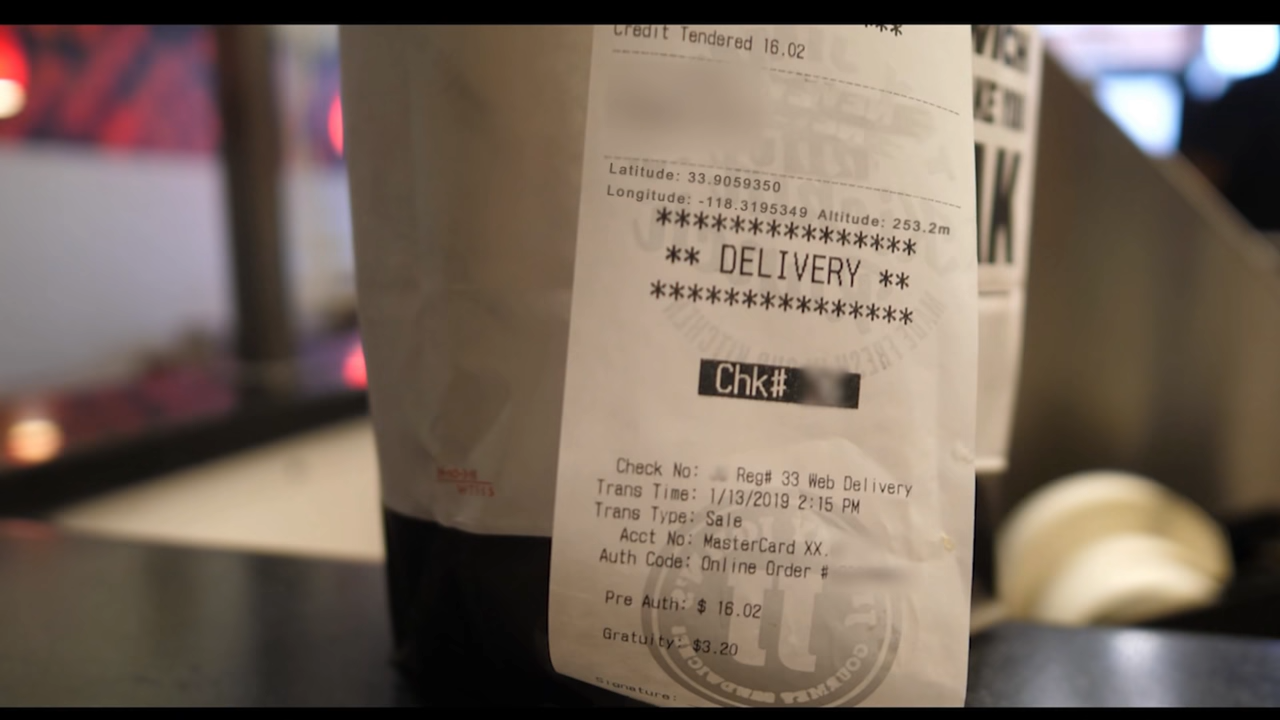 ***
Credit Tendered 16.02
Latitude: 33.9059350
Longitude: -118.3195349 Altitude: 253.2m
***************
** DELIVERY **
***************
Chk#
Check No: Reg# 33 Web Delivery
Trans Time: 1/13/2019 2:15 PM
Trans Type: Sale
Acct No: MasterCard XX.
Auth Code: Online Order #
Pre Auth: $ 16.02
Gratuity: $3.20
Signature: